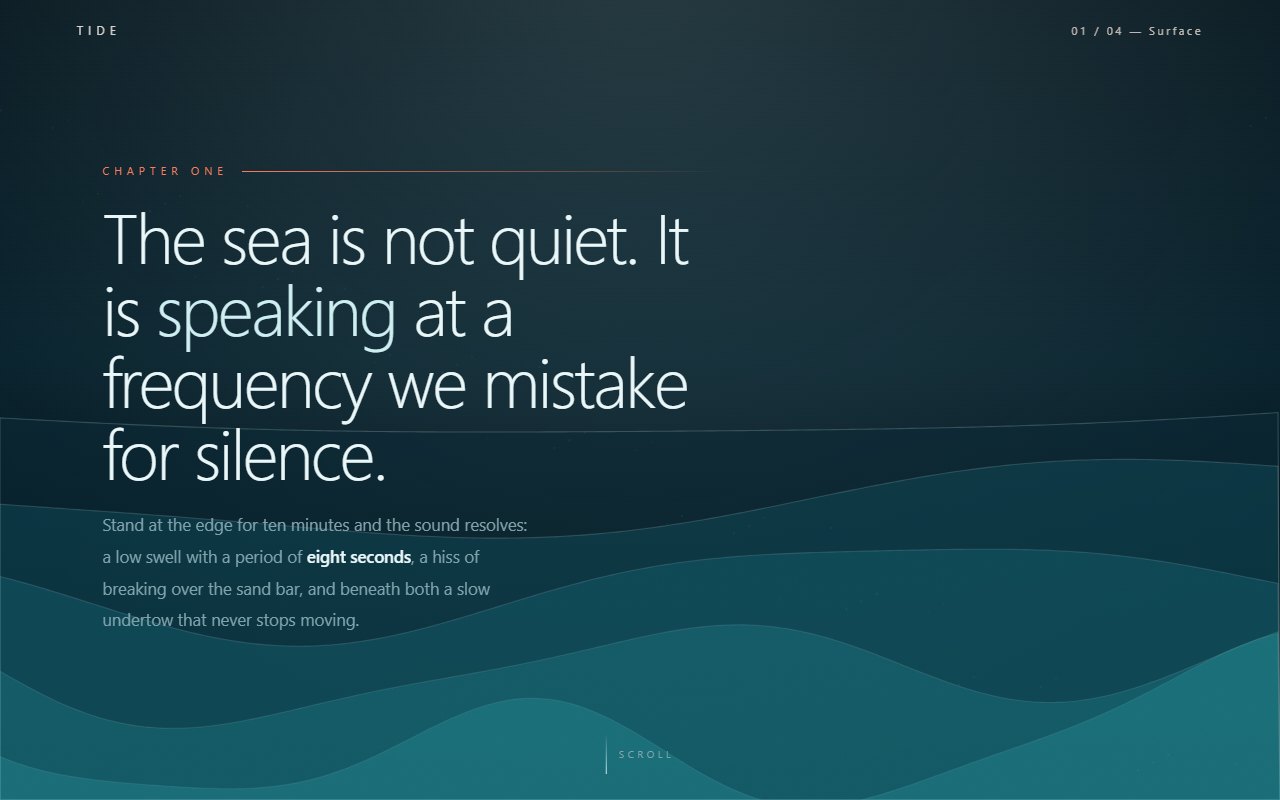 TIDE
01 / 04 — Surface
CHAPTER ONE
The sea is not quiet. It
is speaking at a
frequency we mistake
for silence.
Stand at the edge for ten minutes and the sound resolves:
a low swell with a period of eight seconds, a hiss of
breaking over the sand bar, and beneath both a slow
undertow that never stops moving.
SCROLL